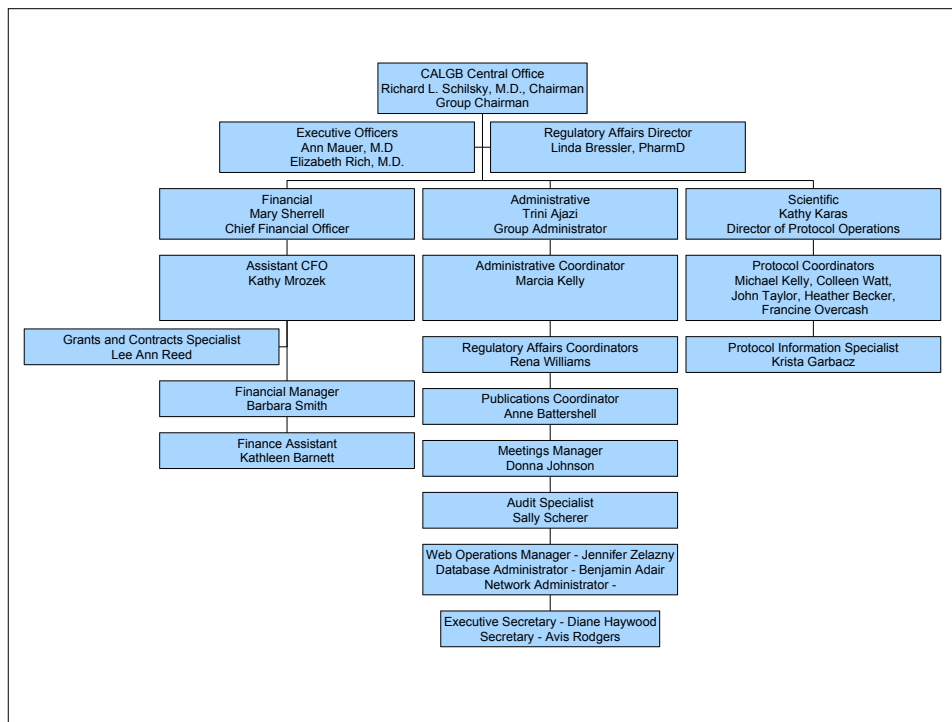 CALGB Central Office
Richard L. Schilsky, M.D., Chairman
Group Chairman
Executive Officers
Ann Mauer, M.D
Elizabeth Rich, M.D.
Regulatory Affairs Director
Linda Bressler, PharmD
Financial
Mary Sherrell
Chief Financial Officer
Administrative
Trini Ajazi
Group Administrator
Scientific
Kathy Karas
Director of Protocol Operations
Assistant CFO
Kathy Mrozek
Administrative Coordinator
Marcia Kelly
Protocol Coordinators
Michael Kelly, Colleen Watt,
John Taylor, Heather Becker,
Francine Overcash
Grants and Contracts Specialist
Lee Ann Reed
Regulatory Affairs Coordinators
Rena Williams
Protocol Information Specialist
Krista Garbacz
Financial Manager
Barbara Smith
Publications Coordinator
Anne Battershell
Finance Assistant
Kathleen Barnett
Meetings Manager
Donna Johnson
Audit Specialist
Sally Scherer
Web Operations Manager - Jennifer Zelazny
Database Administrator - Benjamin Adair
Network Administrator -
Executive Secretary - Diane Haywood
Secretary - Avis Rodgers